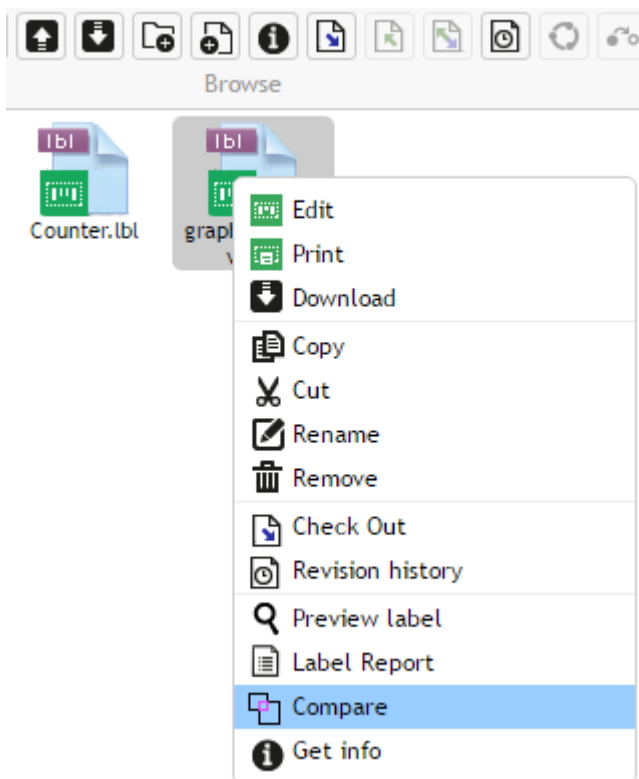 Browse
lbl
lbl
Counter.lbl
Edit
Print
Download
Copy
Cut
Rename
Remove
Check Out
Revision history
Preview label
Label Report
Compare
Get info